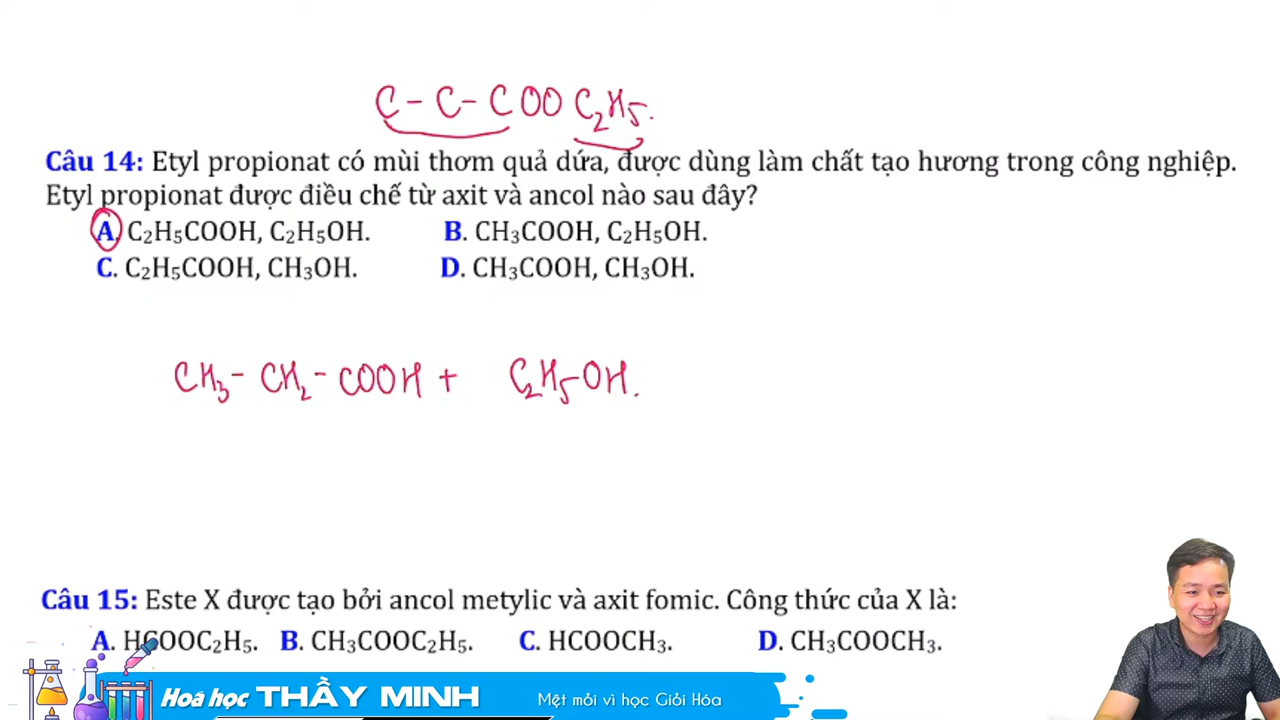 C - C - COO C₂H₅.
Câu 14: Etyl propionat có mùi thơm quả dứa, được dùng làm chất tạo hương trong công nghiệp.
Etyl propionat được điều chế từ axit và ancol nào sau đây?
A. C₂H₅COOH, C₂H₅OH. B. CH₃COOH, C₂H₅OH.
C. C₂H₅COOH, CH₃OH. D. CH₃COOH, CH₃OH.
CH₃ - CH₂ - COOH + C₂H₅OH.
Câu 15: Este X được tạo bởi ancol metylic và axit fomic. Công thức của X là:
A. HCOOC₂H₅. B. CH₃COOC₂H₅. C. HCOOCH₃. D. CH₃COOCH₃.
Hoá học THẦY MINH Mệt mỏi vì học Giỏi Hóa